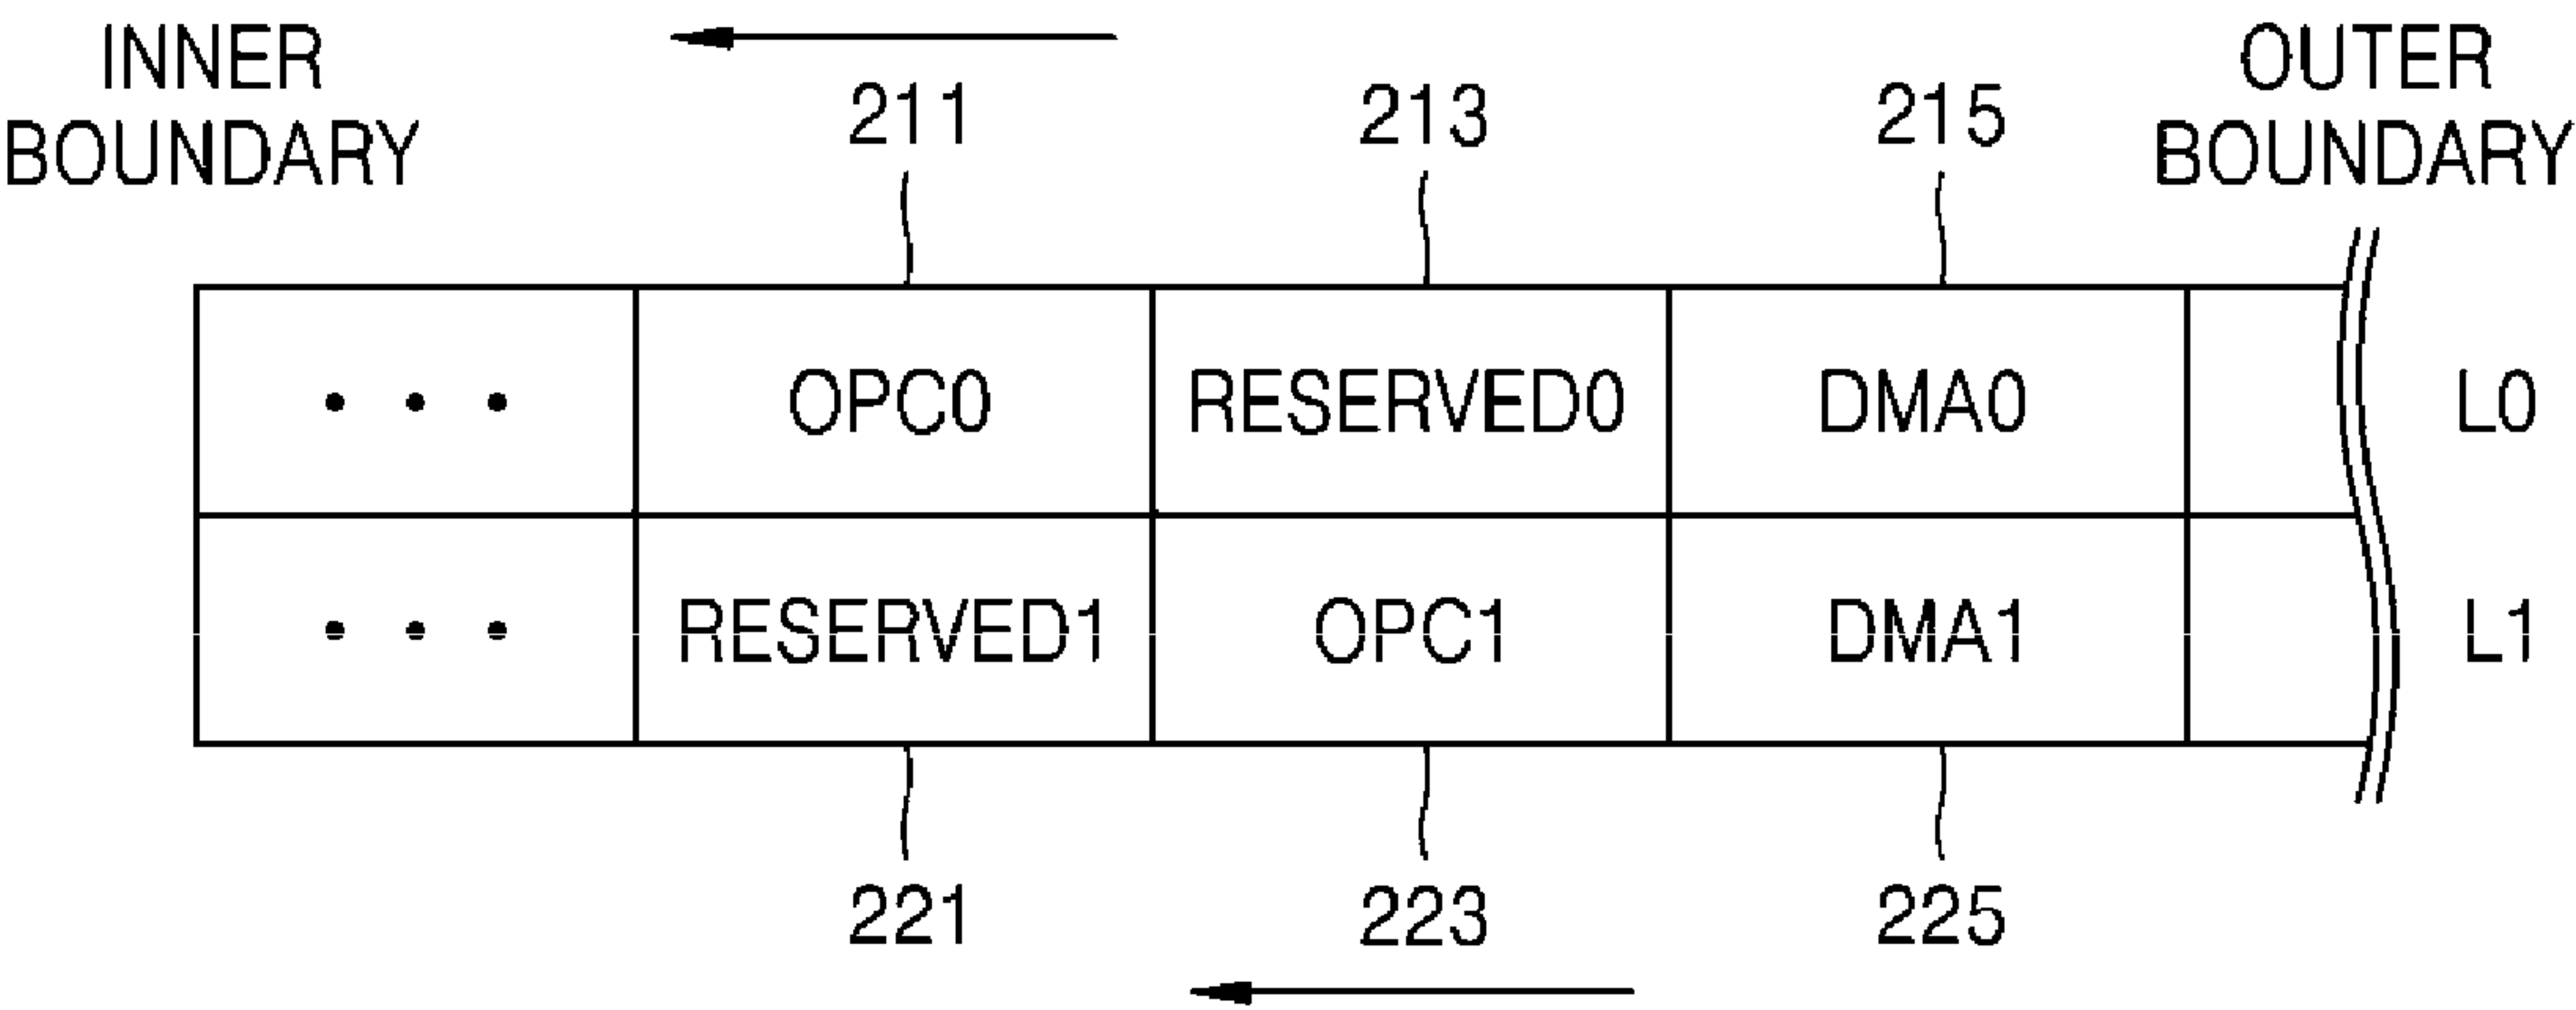 INNER
BOUNDARY
211
213
215
OUTER
BOUNDARY
• • • OPC0 RESERVED0 DMA0 L0
• • • RESERVED1 OPC1 DMA1 L1
221
223
225